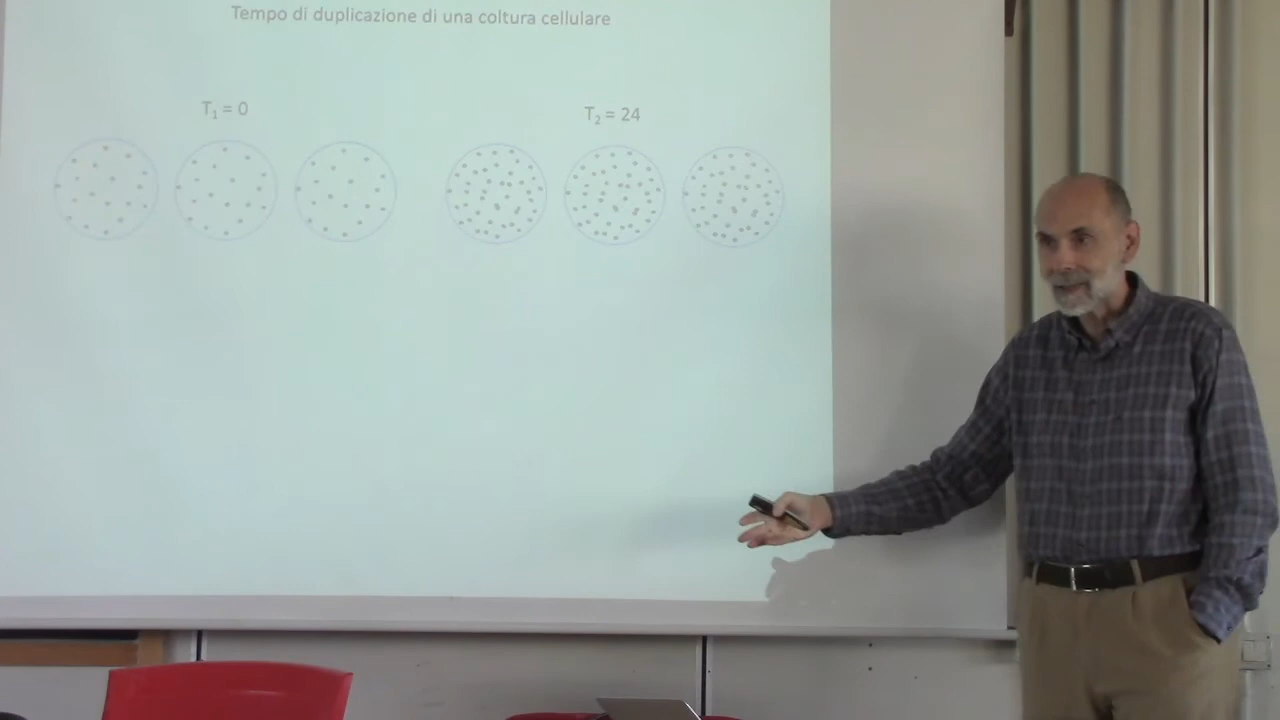 Tempo di duplicazione di una coltura cellulare
T₁ = 0
T₂ = 24